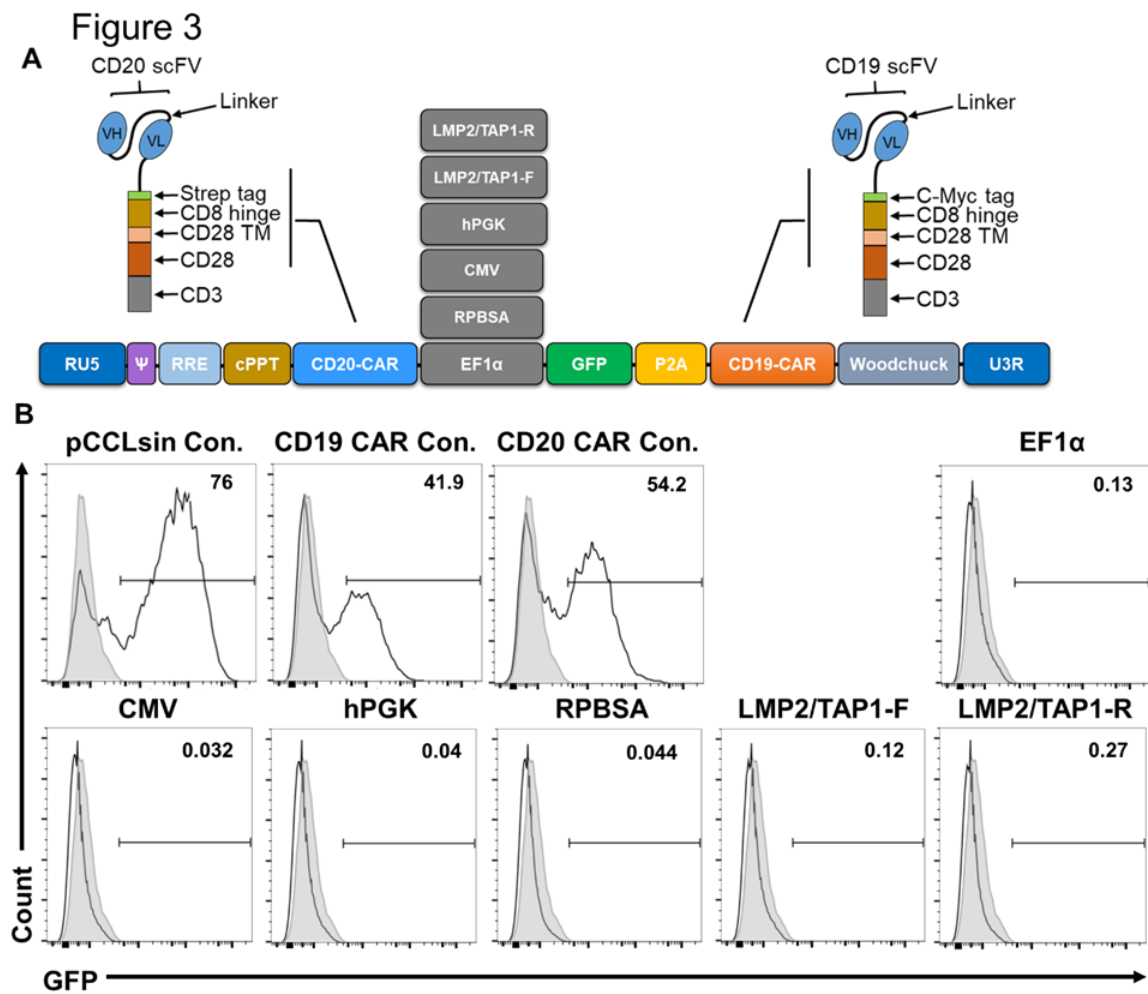 Figure 3
A
CD20 scFV
Linker
VH
VL
Strep tag
CD8 hinge
CD28 TM
CD28
CD3
LMP2/TAP1-R
LMP2/TAP1-F
hPGK
CMV
RPBSA
CD19 scFV
Linker
VH
VL
C-Myc tag
CD8 hinge
CD28 TM
CD28
CD3
RU5 Ψ RRE cPPT CD20-CAR EF1α GFP P2A CD19-CAR Woodchuck U3R
B
pCCLsin Con. CD19 CAR Con. CD20 CAR Con. EF1α
76 41.9 54.2 0.13
CMV hPGK RPBSA LMP2/TAP1-F LMP2/TAP1-R
0.032 0.04 0.044 0.12 0.27
Count
GFP